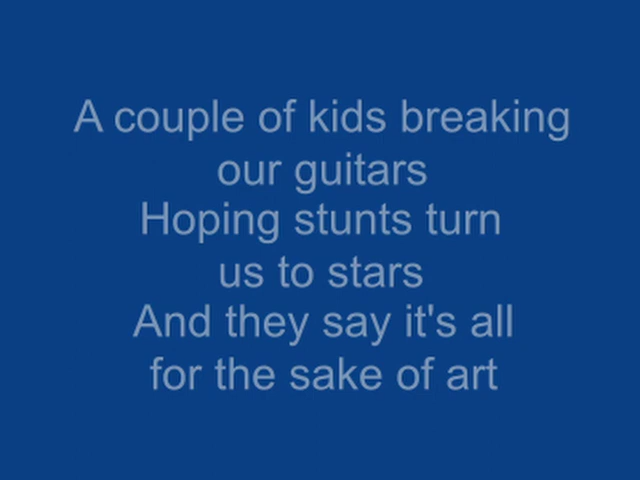 A couple of kids breaking
our guitars
Hoping stunts turn
us to stars
And they say it's all
for the sake of art